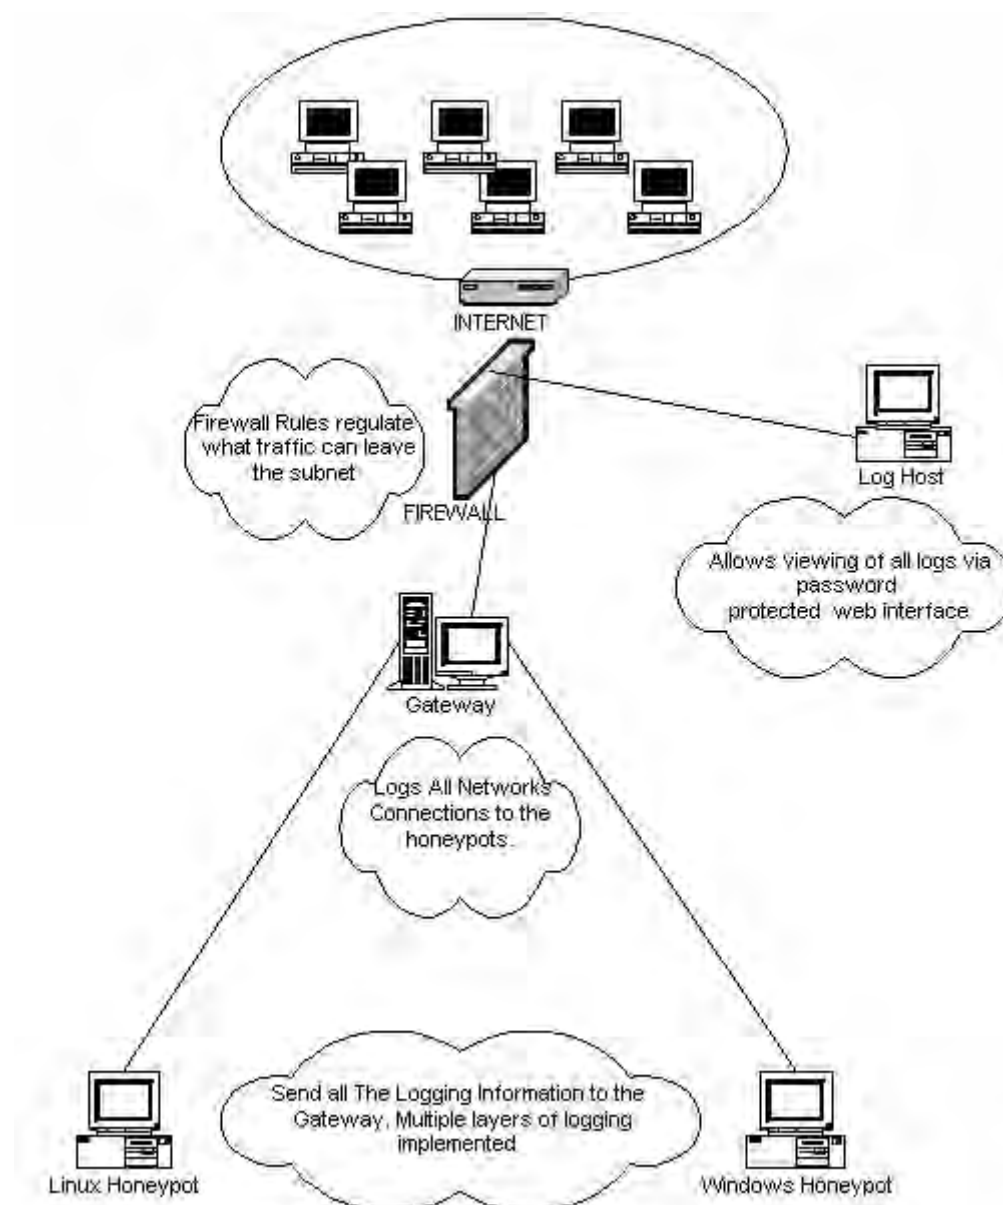 INTERNET
Firewall Rules regulate
what traffic can leave
the subnet
FIREWALL
Log Host
Allows viewing of all logs via
password
protected web interface
Gateway
Logs All Networks
Connections to the
honeypots.
Send all The Logging Information to the
Gateway. Multiple layers of logging
implemented
Linux Honeypot
Windows Honeypot